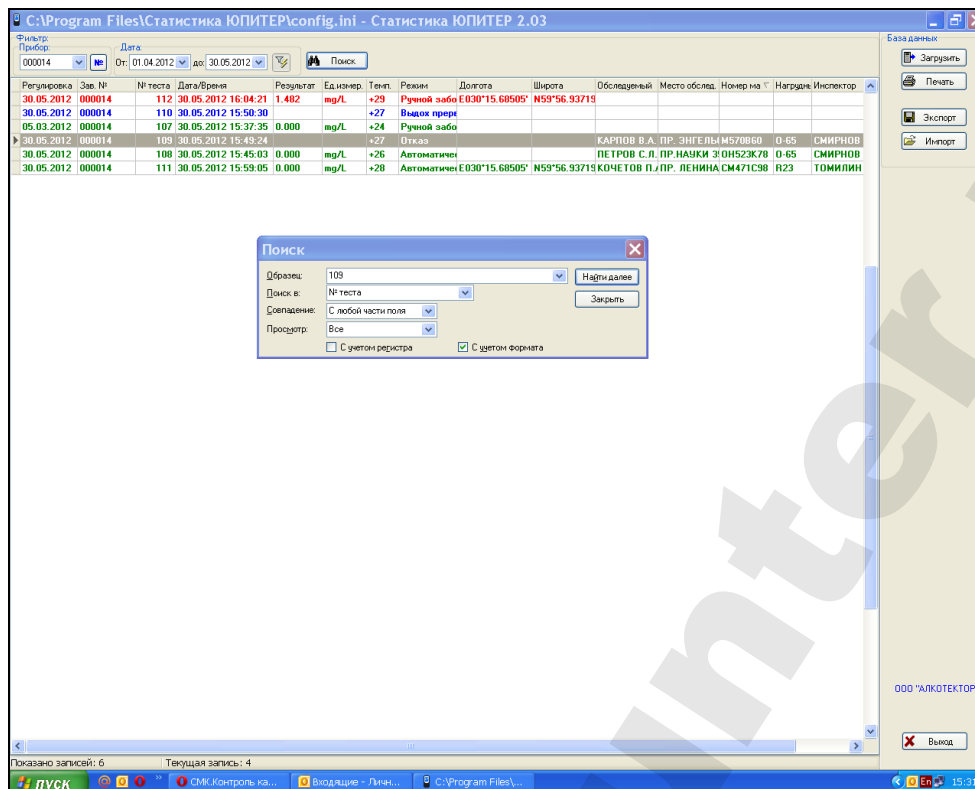 C:\Program Files\Статистика ЮПИТЕР\config.ini - Статистика ЮПИТЕР 2.03
Фильтр:
Прибор: Дата:
000014 № От: 01.04.2012 до: 30.05.2012 Поиск
База данных
Загрузить
Печать
Экспорт
Импорт
Регулировка Зав. № № теста Дата/Время Результат Ед.измер. Темп. Режим Долгота Широта Обследуемый Место обслед. Номер ма Нагрудны Инспектор
30.05.2012 000014 112 30.05.2012 16:04:21 1.482 mg/L +29 Ручной забо E030*15.68505' N59*56.93719
30.05.2012 000014 110 30.05.2012 15:50:30 +27 Выдох прер
05.03.2012 000014 107 30.05.2012 15:37:35 0.000 mg/L +24 Ручной забо
30.05.2012 000014 109 30.05.2012 15:49:24 +27 Отказ КАРПОВ В.А. ПР. ЭНГЕЛЬ М570В60 О-65 СМИРНОВ
30.05.2012 000014 108 30.05.2012 15:45:03 0.000 mg/L +26 Автоматиче ПЕТРОВ С.Л. ПР.НАУКИ 3 ОН523К78 О-65 СМИРНОВ
30.05.2012 000014 111 30.05.2012 15:59:05 0.000 mg/L +28 Автоматиче E030*15.68505' N59*56.93719 КОЧЕТОВ П. ПР. ЛЕНИНА СМ471С98 R23 ТОМИЛИН
Поиск
Образец: 109 Найти далее
Поиск в: № теста Закрыть
Совпадение: С любой части поля
Просмотр: Все
С учетом регистра С учетом формата
ООО "АЛКОТЕКТОР
Выход
Показано записей: 6 Текущая запись: 4
пуск СМК.Контроль ка... Входящие - Личн... C:\Program Files\... En 15:31
unter